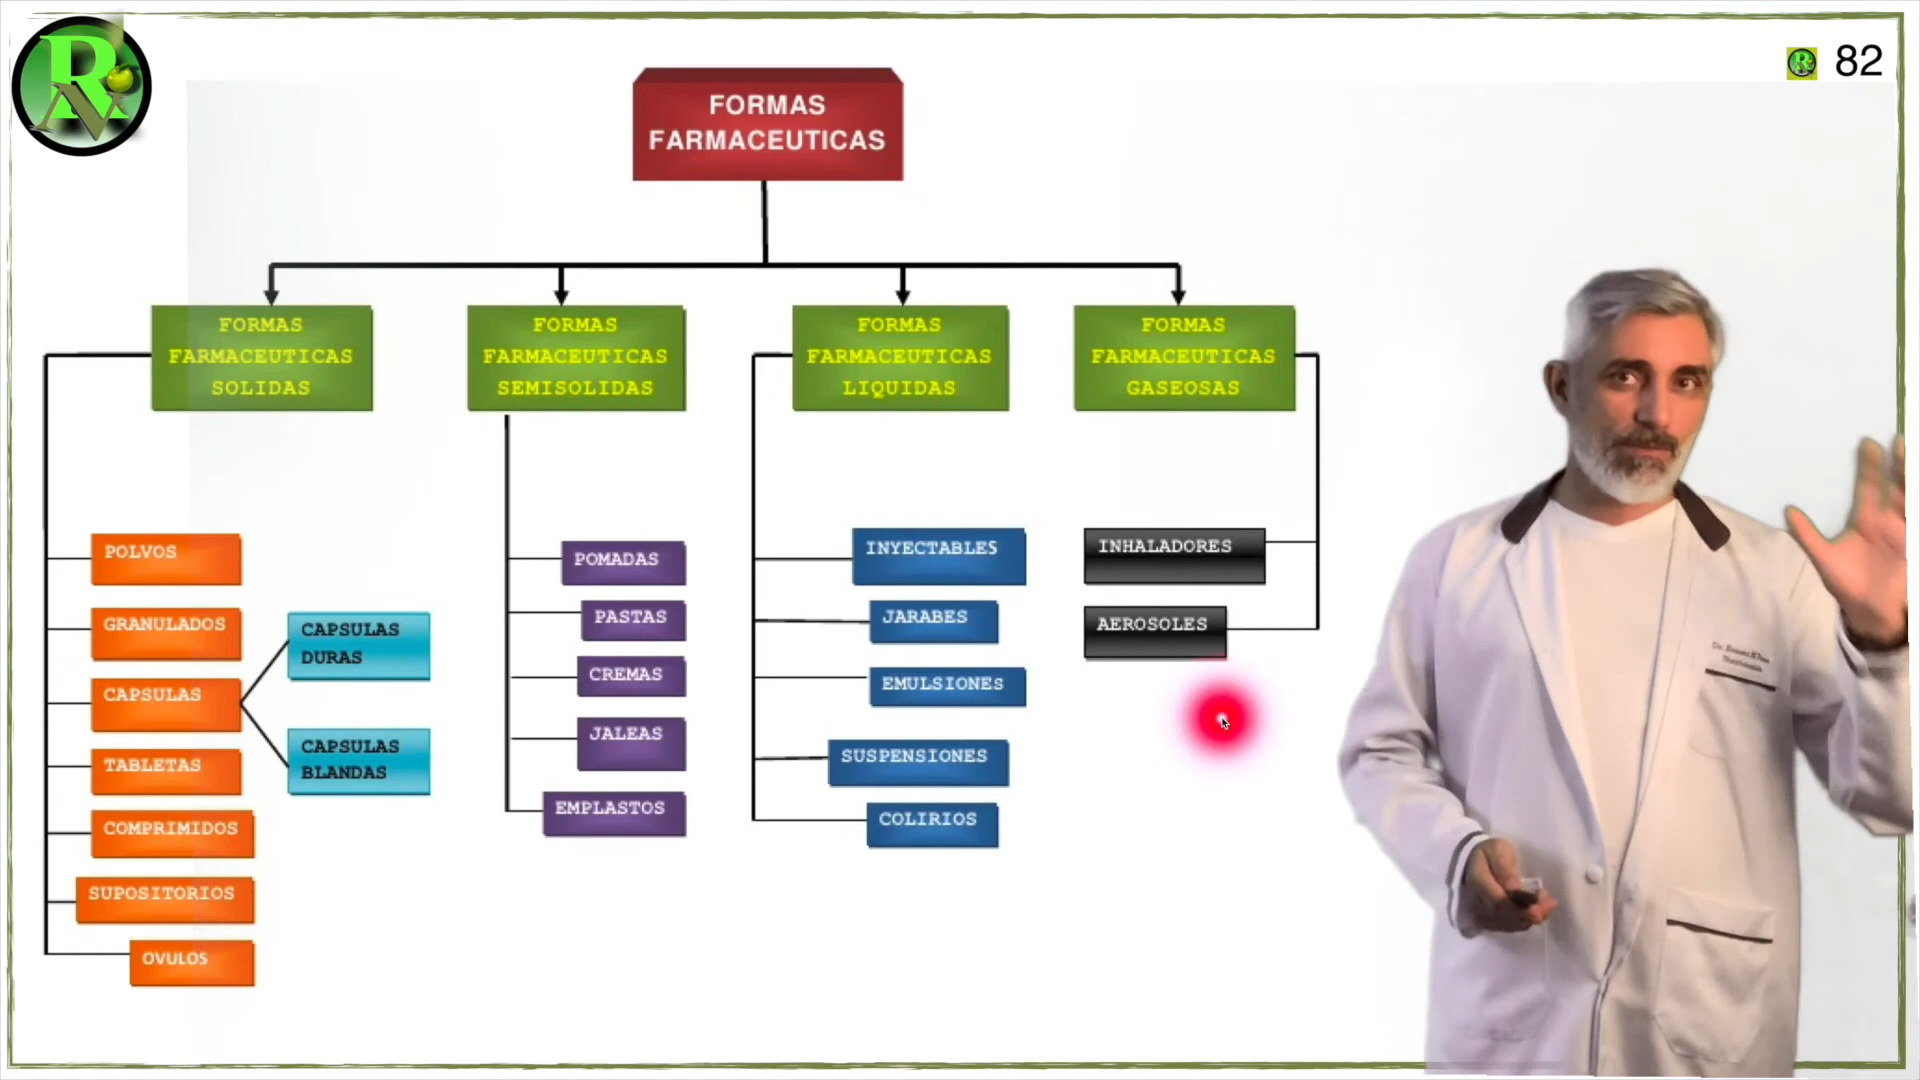 RN
82
FORMAS
FARMACEUTICAS
FORMAS
FARMACEUTICAS
SOLIDAS
FORMAS
FARMACEUTICAS
SEMISOLIDAS
FORMAS
FARMACEUTICAS
LIQUIDAS
FORMAS
FARMACEUTICAS
GASEOSAS
POLVOS
GRANULADOS
CAPSULAS
CAPSULAS
DURAS
CAPSULAS
BLANDAS
TABLETAS
COMPRIMIDOS
SUPOSITORIOS
OVULOS
POMADAS
PASTAS
CREMAS
JALEAS
EMPLASTOS
INYECTABLES
JARABES
EMULSIONES
SUSPENSIONES
COLIRIOS
INHALADORES
AEROSOLES